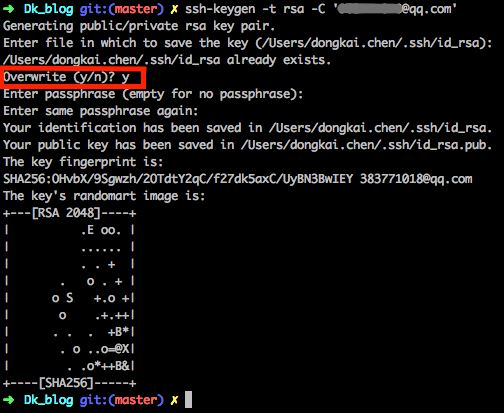 ➜  Dk_blog git:(master) ✗ ssh-keygen -t rsa -C '@qq.com'
Generating public/private rsa key pair.
Enter file in which to save the key (/Users/dongkai.chen/.ssh/id_rsa):
/Users/dongkai.chen/.ssh/id_rsa already exists.
Overwrite (y/n)? y
Enter passphrase (empty for no passphrase):
Enter same passphrase again:
Your identification has been saved in /Users/dongkai.chen/.ssh/id_rsa.
Your public key has been saved in /Users/dongkai.chen/.ssh/id_rsa.pub.
The key fingerprint is:
SHA256:OHvbX/9Sgwzh/2OTdtY2qC/f27dk5axC/UyBN3BwIEY 383771018@qq.com
The key's randomart image is:
+---[RSA 2048]----+
|          .E oo. |
|          ...... |
|          . . +  |
|       .   o . + |
|      o S   +.o +|
|       o    .+.++|
|      . .  .  +B*|
|       . o ..o=@X|
|        . .o*++B&|
+----[SHA256]-----+
➜  Dk_blog git:(master) ✗